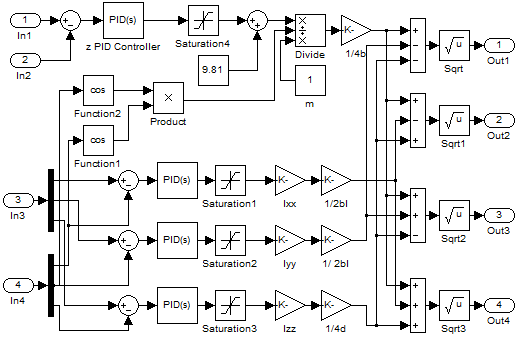 1 In1
2 In2
PID(s)
z PID Controller
Saturation4
+ -
+ +
9.81
× ÷ × ÷
Divide
1
m
K-
1/4b
cos
Function2
cos
Function1
×
Product
+ + -
√u
Sqrt
1 Out1
+ - +
√u
Sqrt1
2 Out2
3 In3
+ -
PID(s)
Saturation1
K-
Ixx
K-
1/2bI
+ -
PID(s)
Saturation2
K-
Iyy
K-
1/ 2bI
+ + -
√u
Sqrt2
3 Out3
4 In4
+ -
PID(s)
Saturation3
K-
Izz
K-
1/4d
+ + +
√u
Sqrt3
4 Out4